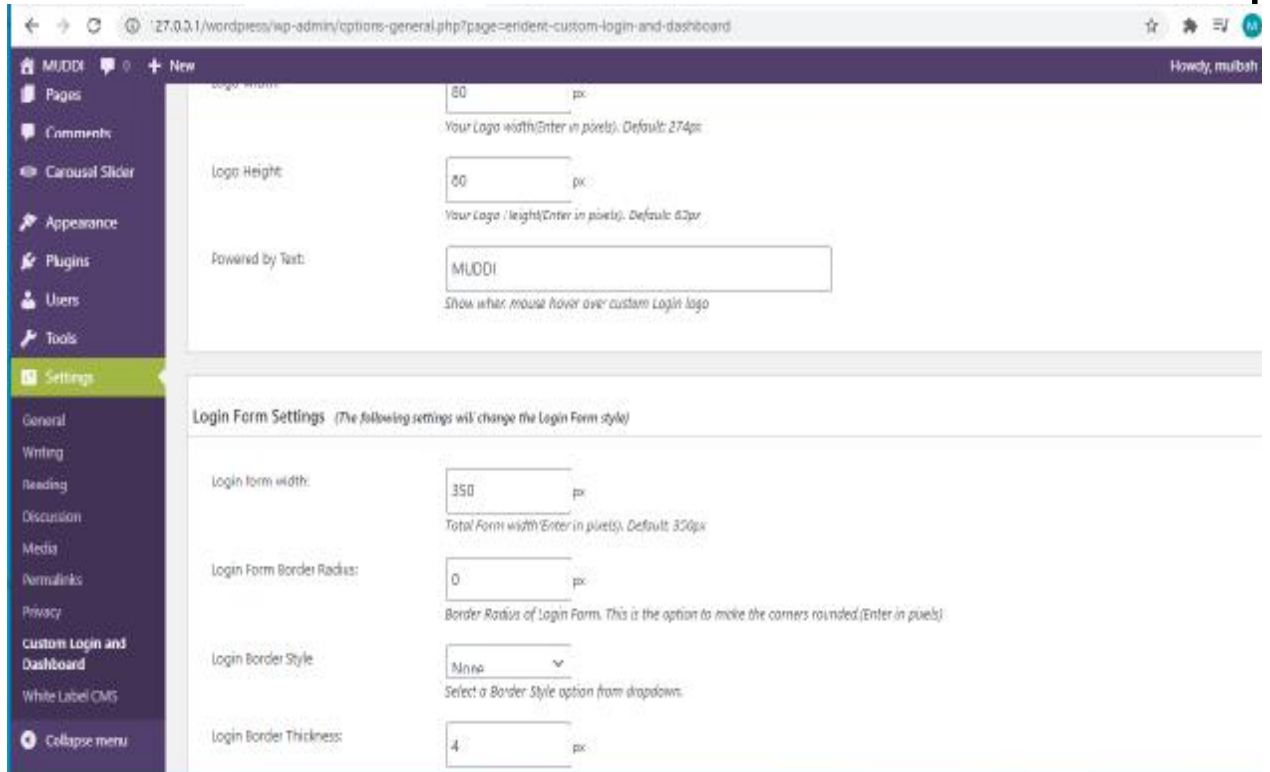 127.0.0.1/wordpress/wp-admin/options-general.php?page=erident-custom-login-and-dashboard
M
MUDDI 0 + New
Howdy, mulbah
Pages
Comments
Carousel Slider
Appearance
Plugins
Users
Tools
Settings
General
Writing
Reading
Discussion
Media
Permalinks
Privacy
Custom Login and
Dashboard
White Label CMS
Collapse menu
Logo Width:
80 px
Your Logo width(Enter in pixels). Default: 274px
Logo Height:
80 px
Your Logo Height(Enter in pixels). Default: 63px
Powered by Text:
MUDDI
Show when mouse hover over custom Login logo
Login Form Settings (The following settings will change the Login Form style)
Login form width:
350 px
Total Form width(Enter in pixels). Default: 350px
Login Form Border Radius:
0 px
Border Radius of Login Form. This is the option to make the corners rounded.(Enter in pixels)
Login Border Style
None
Select a Border Style option from dropdown.
Login Border Thickness:
4 px